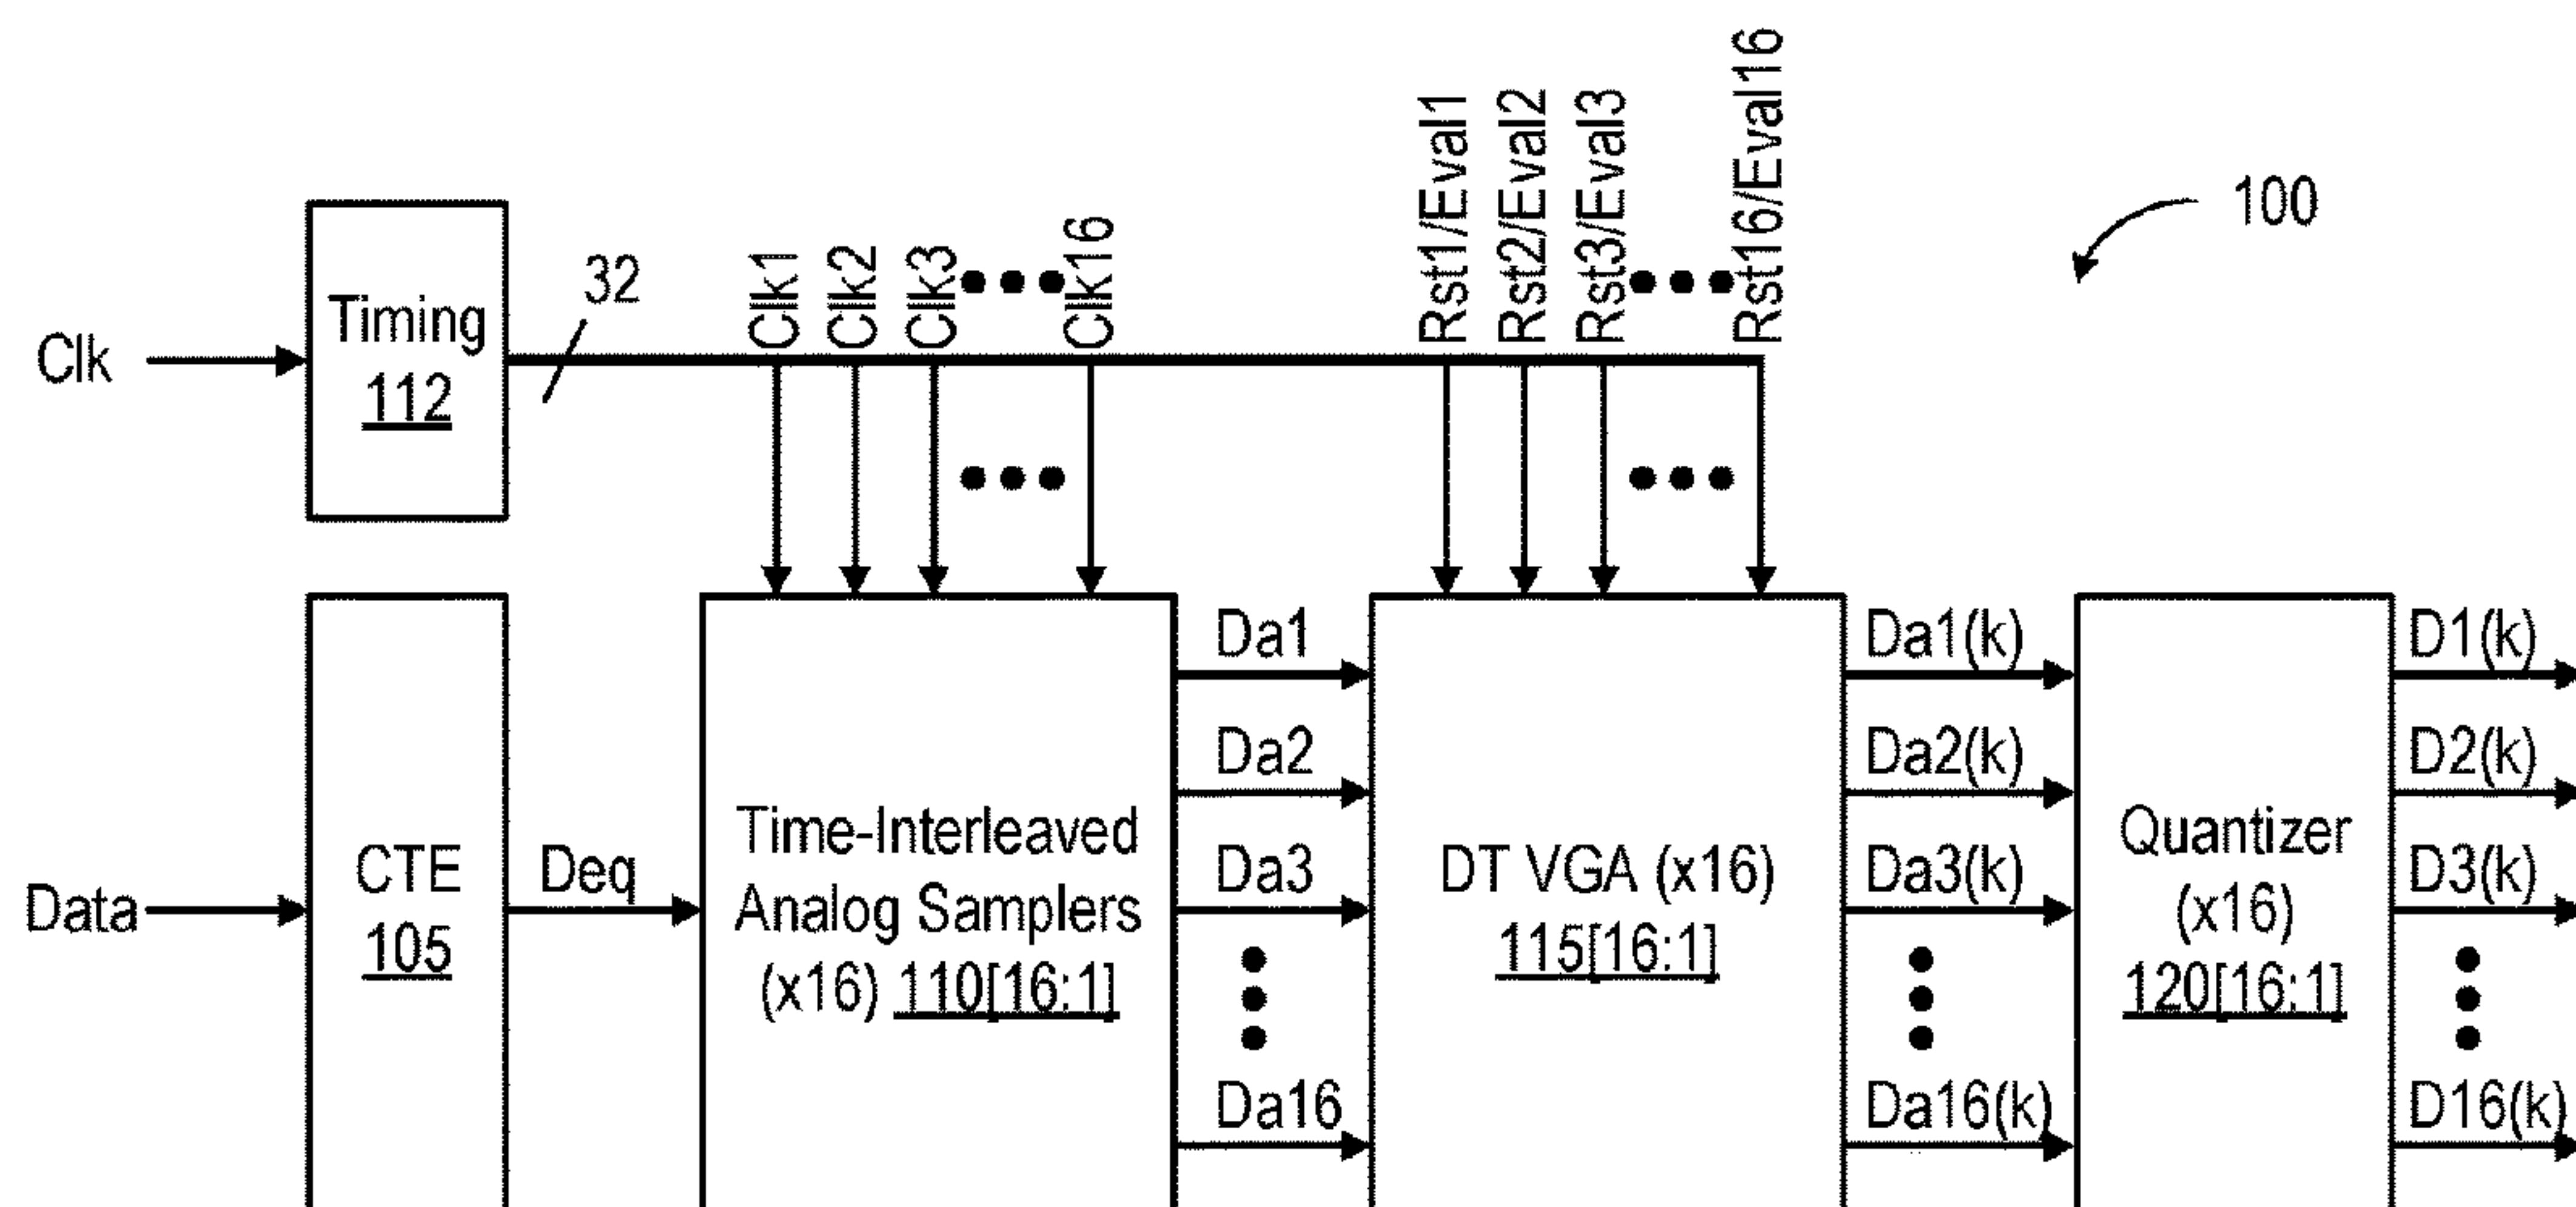 Rst1/Eval1
Rst2/Eval2
Rst3/Eval3
Rst16/Eval16
100
Clk1
Clk2
Clk3
Clk16
32
Clk
Timing
112
Data
CTE
105
Deq
Time-Interleaved
Analog Samplers
(x16) 110[16:1]
Da1
Da2
Da3
Da16
DT VGA (x16)
115[16:1]
Da1(k)
Da2(k)
Da3(k)
Da16(k)
Quantizer
(x16)
120[16:1]
D1(k)
D2(k)
D3(k)
D16(k)